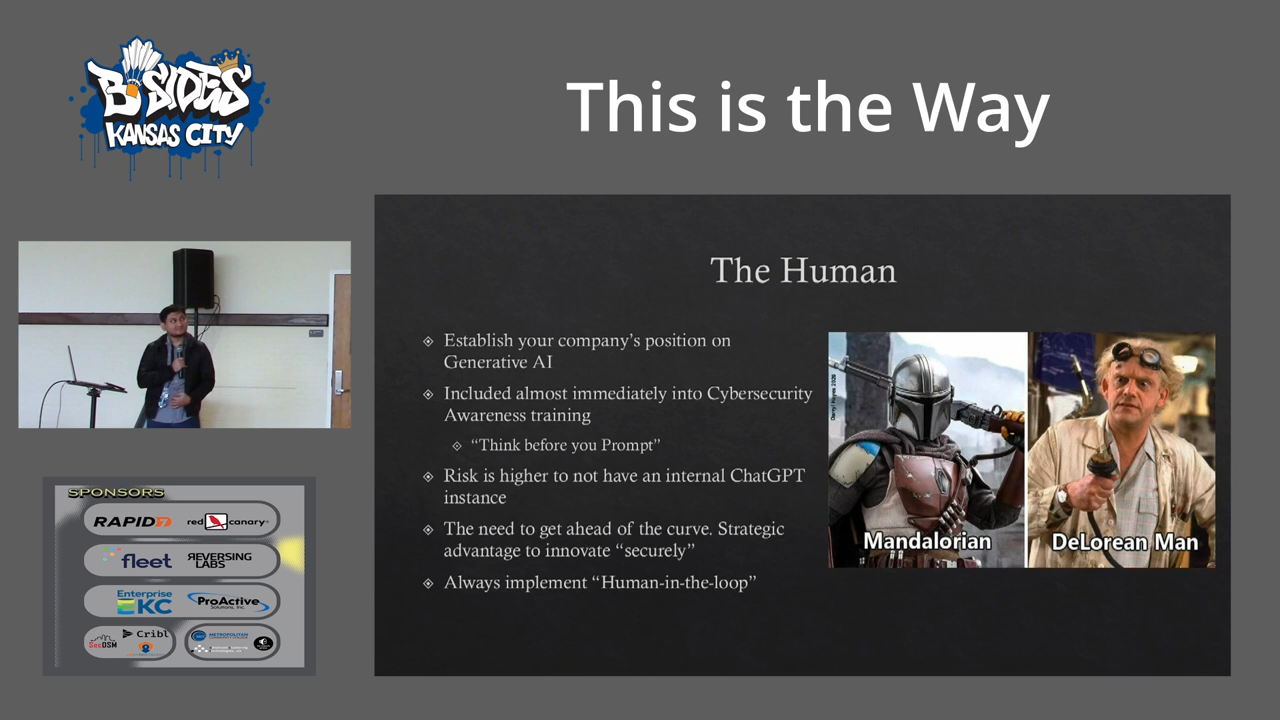 B SIDES
KANSAS CITY
This is the Way
The Human
Establish your company’s position on
Generative AI
Included almost immediately into Cybersecurity
Awareness training
“Think before you Prompt”
Risk is higher to not have an internal ChatGPT
instance
The need to get ahead of the curve. Strategic
advantage to innovate “securely”
Always implement “Human-in-the-loop”
Mandalorian
DeLorean Man
SPONSORS
RAPID7
red canary
fleet
REVERSING
LABS
Enterprise
KC
ProActive
Solutions, Inc.
SecDSM
Cribl
METROPOLITAN